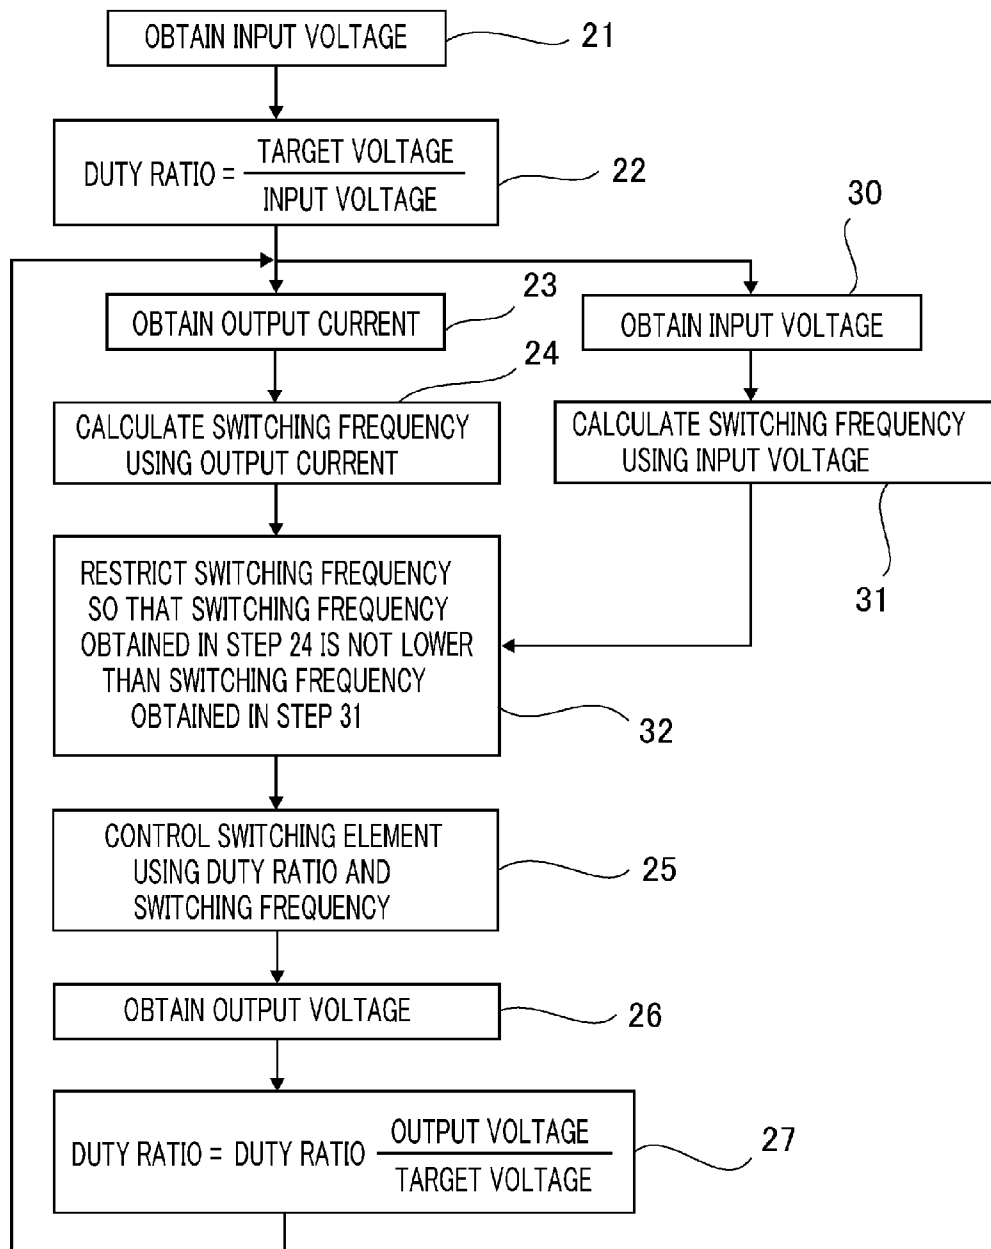 OBTAIN INPUT VOLTAGE
21
DUTY RATIO = TARGET VOLTAGE
INPUT VOLTAGE
22
30
23
OBTAIN OUTPUT CURRENT
OBTAIN INPUT VOLTAGE
24
CALCULATE SWITCHING FREQUENCY
USING OUTPUT CURRENT
CALCULATE SWITCHING FREQUENCY
USING INPUT VOLTAGE
31
RESTRICT SWITCHING FREQUENCY
SO THAT SWITCHING FREQUENCY
OBTAINED IN STEP 24 IS NOT LOWER
THAN SWITCHING FREQUENCY
OBTAINED IN STEP 31
32
CONTROL SWITCHING ELEMENT
USING DUTY RATIO AND
SWITCHING FREQUENCY
25
OBTAIN OUTPUT VOLTAGE
26
DUTY RATIO = DUTY RATIO OUTPUT VOLTAGE
TARGET VOLTAGE
27